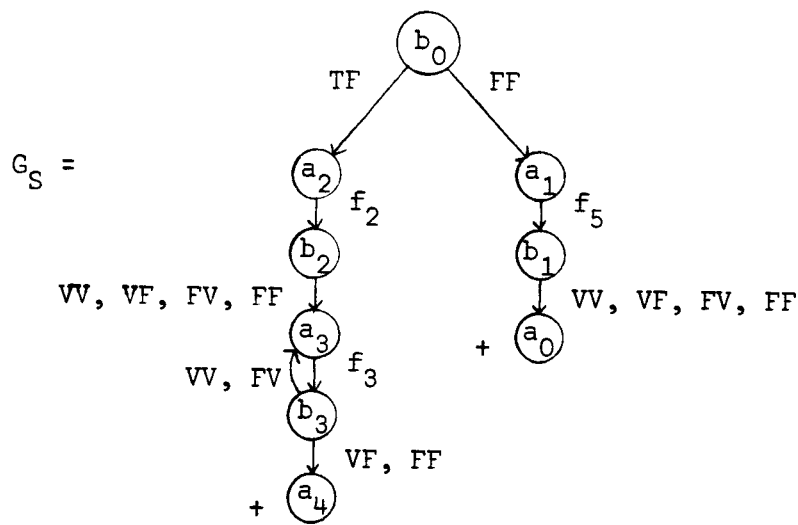 b0
TF FF
G_S =
a2 a1
f2 f5
b2 b1
VV, VF, FV, FF VV, VF, FV, FF
a3 + a0
VV, FV f3
b3
VF, FF
+ a4